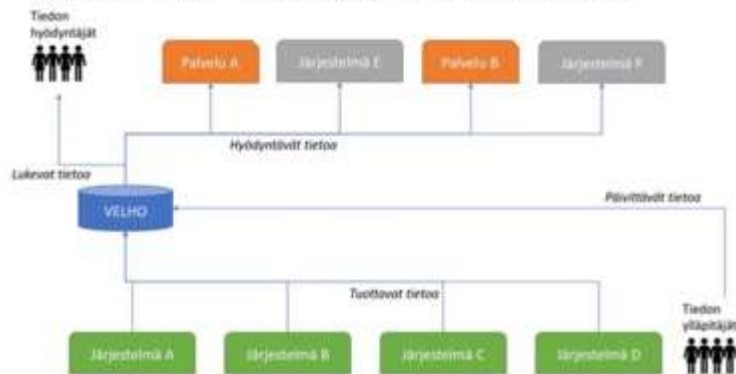 Tiedon
hyödyntäjät
Palvelu A
Järjestelmä E
Palvelu B
Järjestelmä F
Hyödyntävät tietoa
Lukevat tietoa
VELHO
Päivittävät tietoa
Tuottavat tietoa
Tiedon
ylläpitäjät
Järjestelmä A
Järjestelmä B
Järjestelmä C
Järjestelmä D